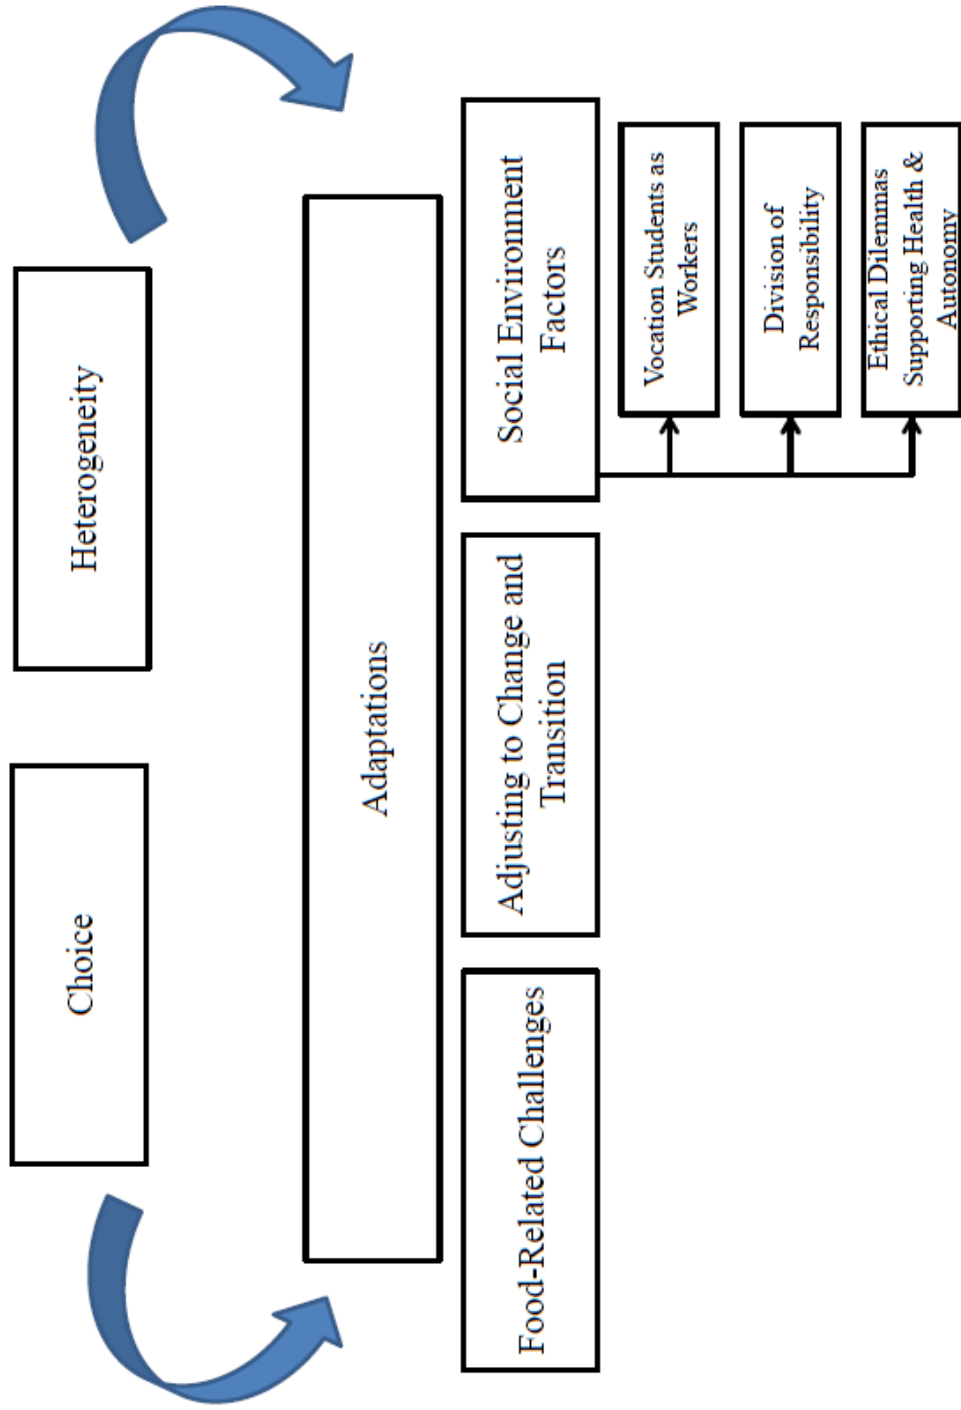 Choice
Heterogeneity
Adaptations
Food-Related Challenges
Adjusting to Change and
Transition
Social Environment
Factors
Vocation Students as
Workers
Division of
Responsibility
Ethical Dilemmas
Supporting Health &
Autonomy